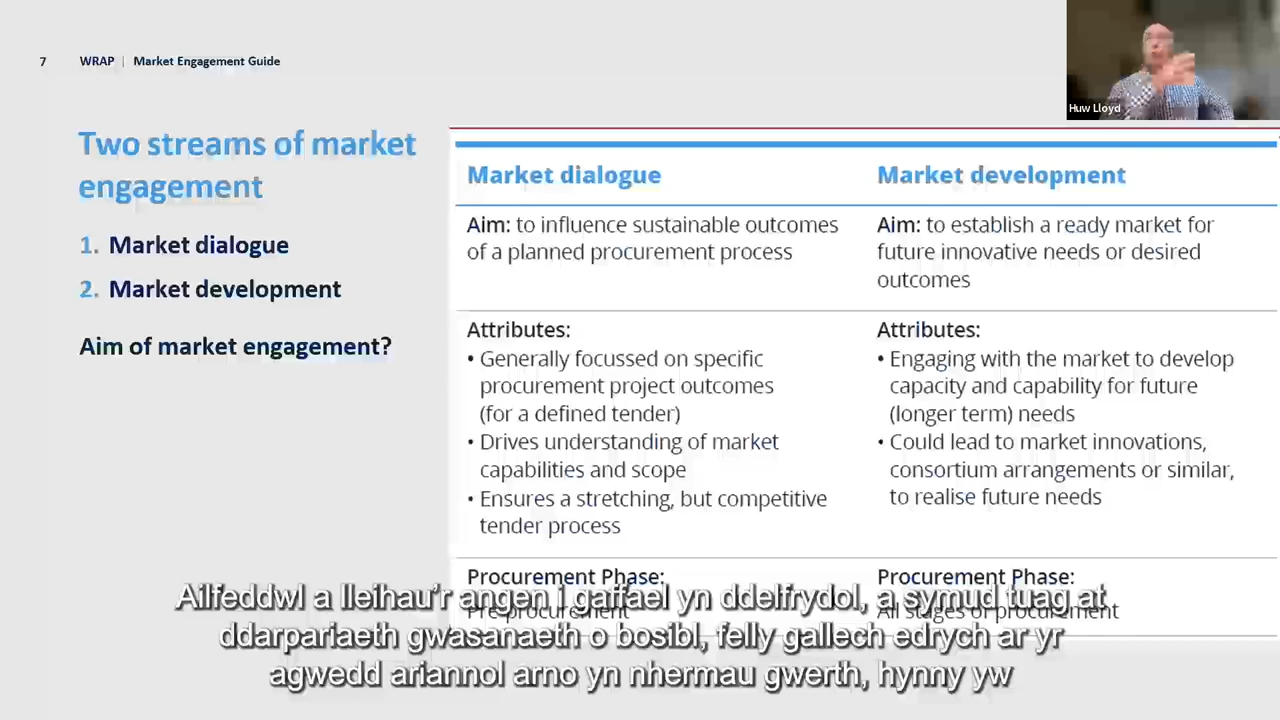 7 WRAP | Market Engagement Guide
Huw Lloyd
Two streams of market
engagement
1. Market dialogue
2. Market development
Aim of market engagement?
Market dialogue
Aim: to influence sustainable outcomes
of a planned procurement process
Attributes:
• Generally focussed on specific
procurement project outcomes
(for a defined tender)
• Drives understanding of market
capabilities and scope
• Ensures a stretching, but competitive
tender process
Procurement Phase:
Pre-procurement
Market development
Aim: to establish a ready market for
future innovative needs or desired
outcomes
Attributes:
• Engaging with the market to develop
capacity and capability for future
(longer term) needs
• Could lead to market innovations,
consortium arrangements or similar,
to realise future needs
Procurement Phase:
All stages of procurement
Ailfeddwl a lleihau'r angen i gaffael yn ddelfrydol, a symud tuag at
ddarpariaeth gwasanaeth o bosibl, felly gallech edrych ar yr
agwedd ariannol arno yn nhermau gwerth, hynny yw